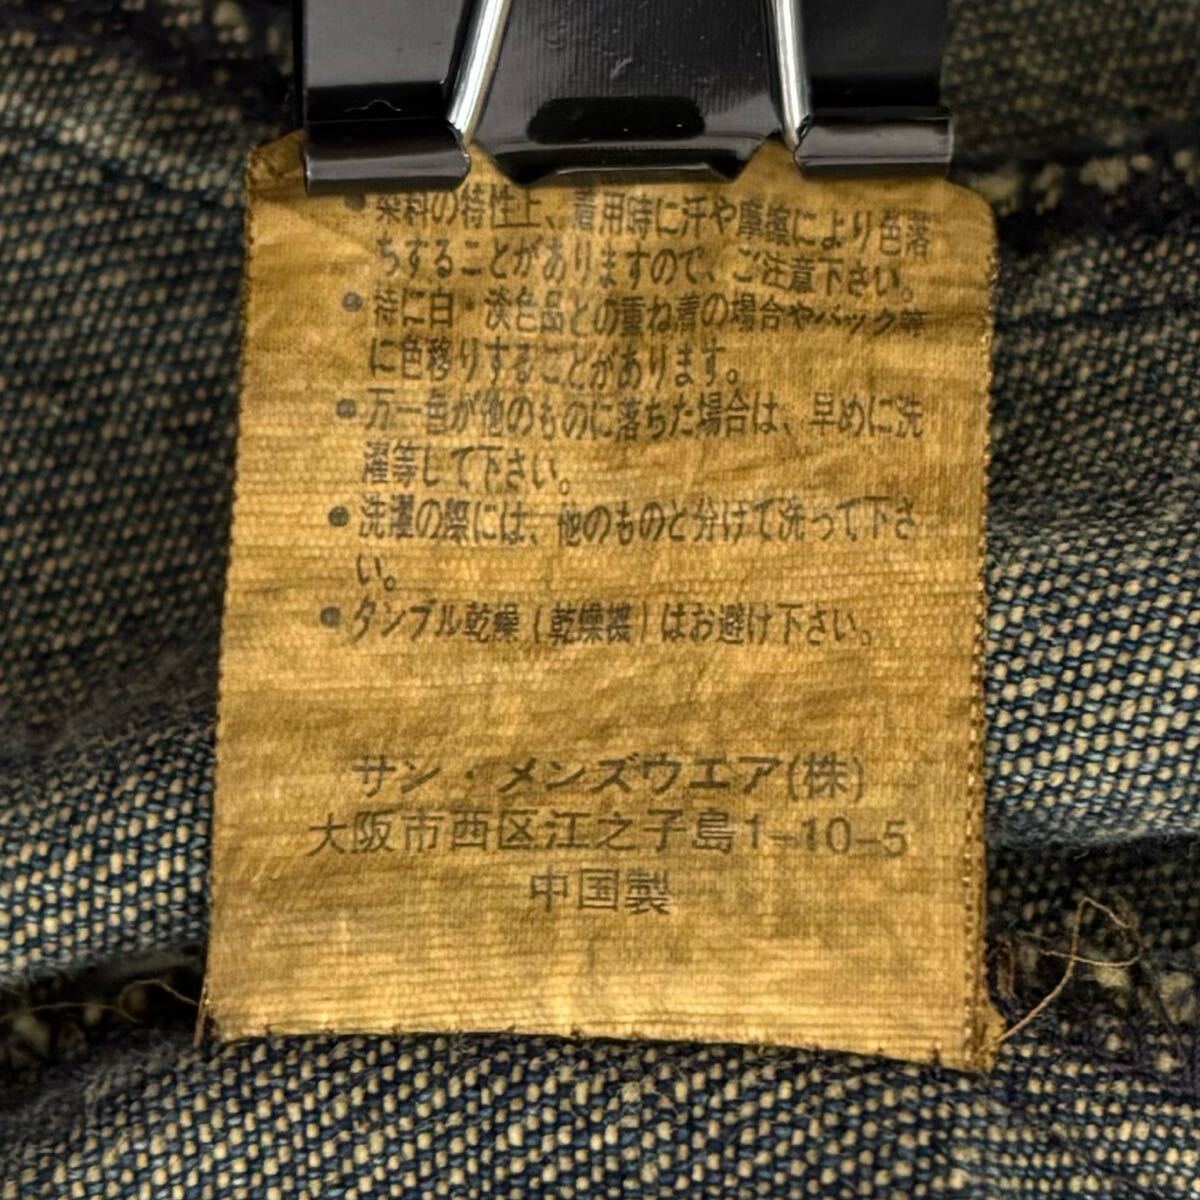 ●染料の特性上、着用時に汗や摩擦により色落
ちすることがありますので、ご注意下さい。
●特に白・淡色品との重ね着の場合やバック等
に色移りすることがあります。
●万一色が他のものに落ちた場合は、早めに洗
濯等して下さい。
●洗濯の際には、他のものと分けて洗って下さ
い。
●タンブル乾燥(乾燥機)はお避け下さい。
サン・メンズウエア(株)
大阪市西区江之子島1-10-5
中国製